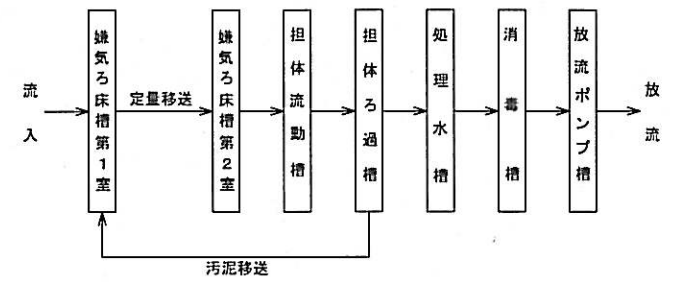 流入
嫌気ろ床槽第1室
定量移送
嫌気ろ床槽第2室
担体流動槽
担体ろ過槽
処理水槽
消毒槽
放流ポンプ槽
放流
汚泥移送